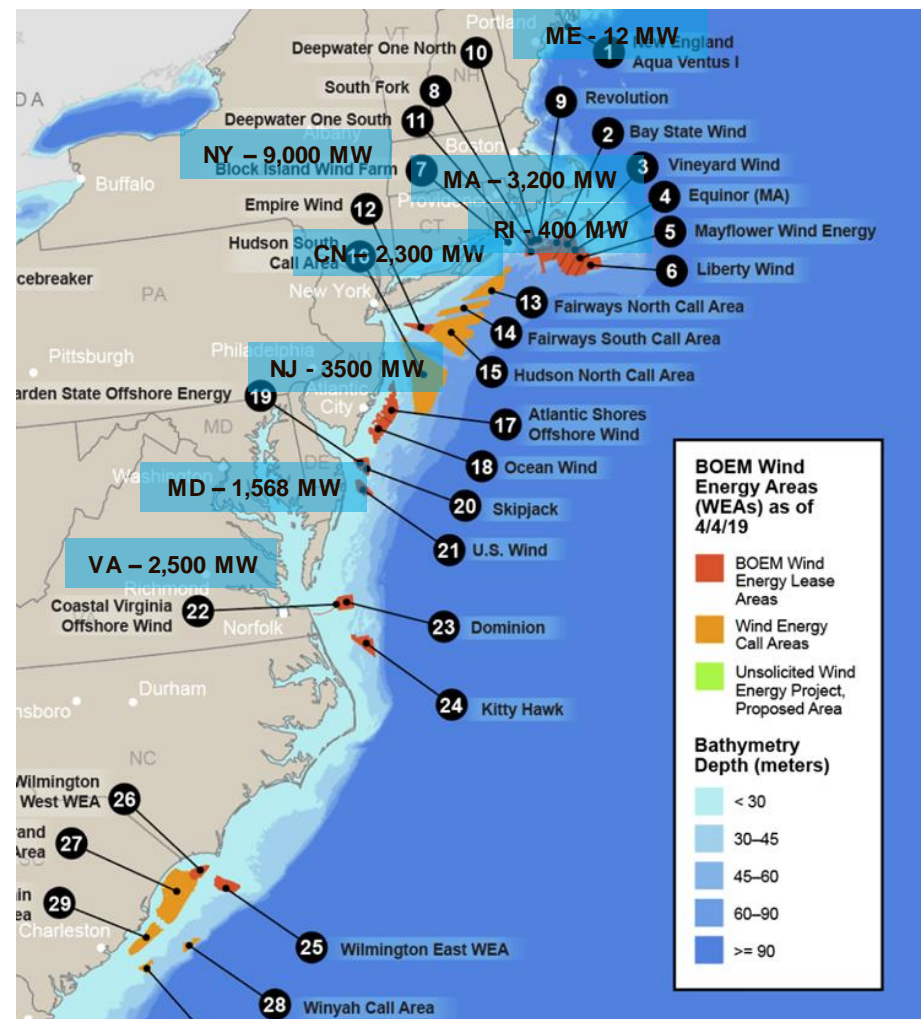 Portland
ME - 12 MW
VT
Deepwater One North
10
1
New England
Aqua Ventus I
NH
South Fork
8
9
Revolution
DA
Deepwater One South
11
2
Bay State Wind
Albany
Boston
NY – 9,000 MW
Block Island Wind Farm
7
3
Vineyard Wind
MA – 3,200 MW
Buffalo
Empire Wind
12
4
Equinor (MA)
CT
RI - 400 MW
5
Mayflower Wind Energy
Hudson South
Call Area
CN – 2,300 MW
6
Liberty Wind
cebreaker
PA
New York
13
Fairways North Call Area
14
Fairways South Call Area
Pittsburgh
Philadelphia
NJ - 3500 MW
15
Hudson North Call Area
arden State Offshore Energy
19
Atlantic
City
17
Atlantic Shores
Offshore Wind
MD
DE
18
Ocean Wind
Washington
MD – 1,568 MW
20
Skipjack
21
U.S. Wind
VA – 2,500 MW
Richmond
Coastal Virginia
Offshore Wind
22
Norfolk
23
Dominion
24
Kitty Hawk
Durham
nsboro
NC
Wilmington
West WEA
26
rand
Area
27
in
ea
29
Charleston
25
Wilmington East WEA
28
Winyah Call Area
BOEM Wind
Energy Areas
(WEAs) as of
4/4/19
BOEM Wind
Energy Lease
Areas
Wind Energy
Call Areas
Unsolicited Wind
Energy Project,
Proposed Area
Bathymetry
Depth (meters)
< 30
30–45
45–60
60–90
>= 90